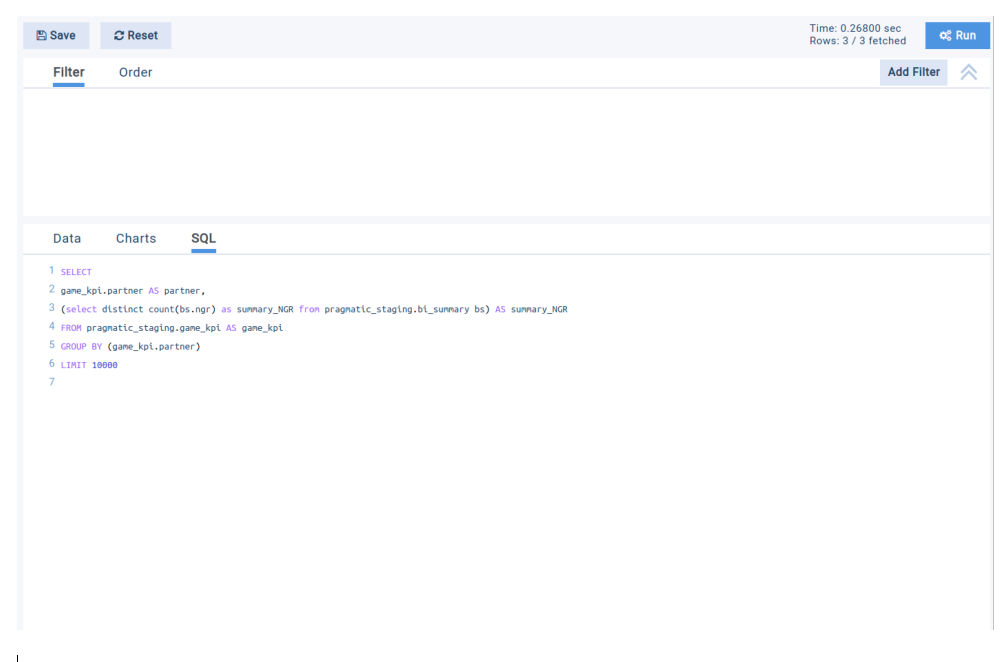 Save
Reset
Time: 0.26800 sec
Rows: 3 / 3 fetched
Run
Filter
Order
Add Filter
Data
Charts
SQL
1 SELECT
2 game_kpi.partner AS partner,
3 (select distinct count(bs.ngr) as summary_NGR from pragmatic_staging.bi_summary bs) AS summary_NGR
4 FROM pragmatic_staging.game_kpi AS game_kpi
5 GROUP BY (game_kpi.partner)
6 LIMIT 10000
7